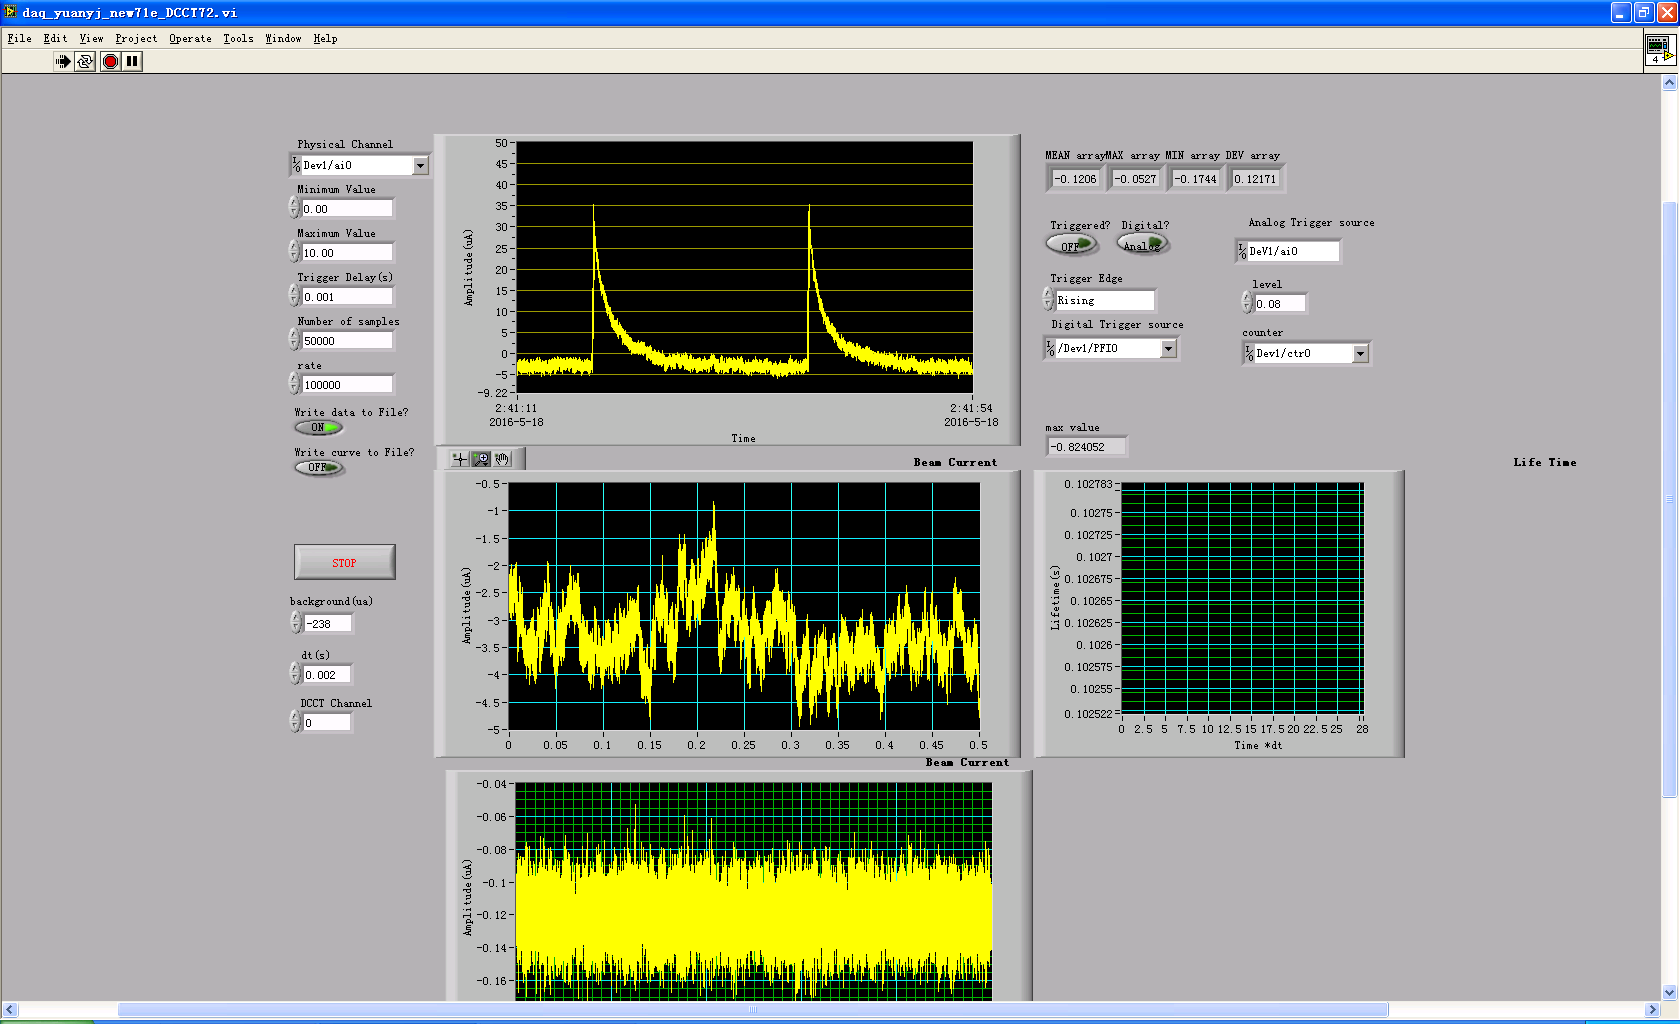 daq_yuanyj_new71e_DCCT72.vi
File Edit View Project Operate Tools Window Help
4
Physical Channel
Dev1/ai0
Minimum Value
0.00
Maximum Value
10.00
Trigger Delay(s)
0.001
Number of samples
50000
rate
100000
Write data to File?
ON
Write curve to File?
OFF
STOP
background(ua)
-238
dt(s)
0.002
DCCT Channel
0
Amplitude(uA)
50
45
40
35
30
25
20
15
10
5
0
-5
-9.22
2:41:11
2016-5-18
2:41:54
2016-5-18
Time
MEAN array MAX array MIN array DEV array
-0.1206 -0.0527 -0.1744 0.12171
Triggered? Digital?
OFF Analog
Analog Trigger source
DeV1/ai0
Trigger Edge
Rising
level
0.08
Digital Trigger source
/Dev1/PFI0
counter
Dev1/ctr0
max value
-0.824052
Beam Current
Amplitude(uA)
-0.5
-1
-1.5
-2
-2.5
-3
-3.5
-4
-4.5
-5
0 0.05 0.1 0.15 0.2 0.25 0.3 0.35 0.4 0.45 0.5
Life Time
Lifetime(s)
0.102783
0.10275
0.102725
0.1027
0.102675
0.10265
0.102625
0.1026
0.102575
0.10255
0.102522
0 2.5 5 7.5 10 12.5 15 17.5 20 22.5 25 28
Time *dt
Beam Current
Amplitude(uA)
-0.04
-0.06
-0.08
-0.1
-0.12
-0.14
-0.16